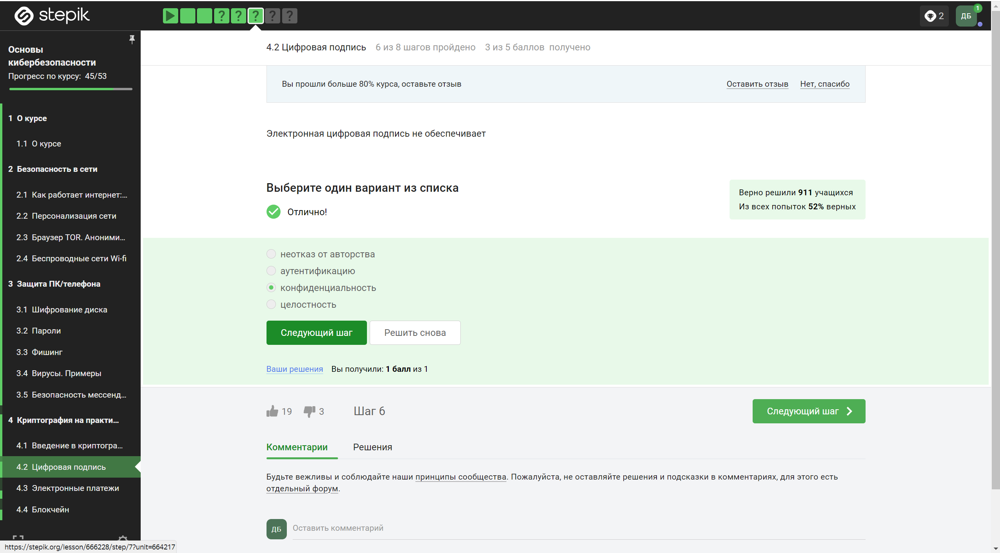 stepik
? ? ? ? ?
2
ДБ
1
Основы
кибербезопасности
Прогресс по курсу: 45/53
1 О курсе
1.1 О курсе
2 Безопасность в сети
2.1 Как работает интернет:...
2.2 Персонализация сети
2.3 Браузер TOR. Аноними...
2.4 Беспроводные сети Wi-fi
3 Защита ПК/телефона
3.1 Шифрование диска
3.2 Пароли
3.3 Фишинг
3.4 Вирусы. Примеры
3.5 Безопасность мессенд...
4 Криптография на практи...
4.1 Введение в криптогра...
4.2 Цифровая подпись
4.3 Электронные платежи
4.4 Блокчейн
https://stepik.org/lesson/666228/step/7?unit=664217
4.2 Цифровая подпись 6 из 8 шагов пройдено 3 из 5 баллов получено
Вы прошли больше 80% курса, оставьте отзыв Оставить отзыв Нет, спасибо
Электронная цифровая подпись не обеспечивает
Выберите один вариант из списка
Отлично!
Верно решили 911 учащихся
Из всех попыток 52% верных
неотказ от авторства
аутентификацию
конфиденциальность
целостность
Следующий шаг Решить снова
Ваши решения Вы получили: 1 балл из 1
19 3 Шаг 6 Следующий шаг
Комментарии Решения
Будьте вежливы и соблюдайте наши принципы сообщества. Пожалуйста, не оставляйте решения и подсказки в комментариях, для этого есть
отдельный форум.
ДБ Оставить комментарий